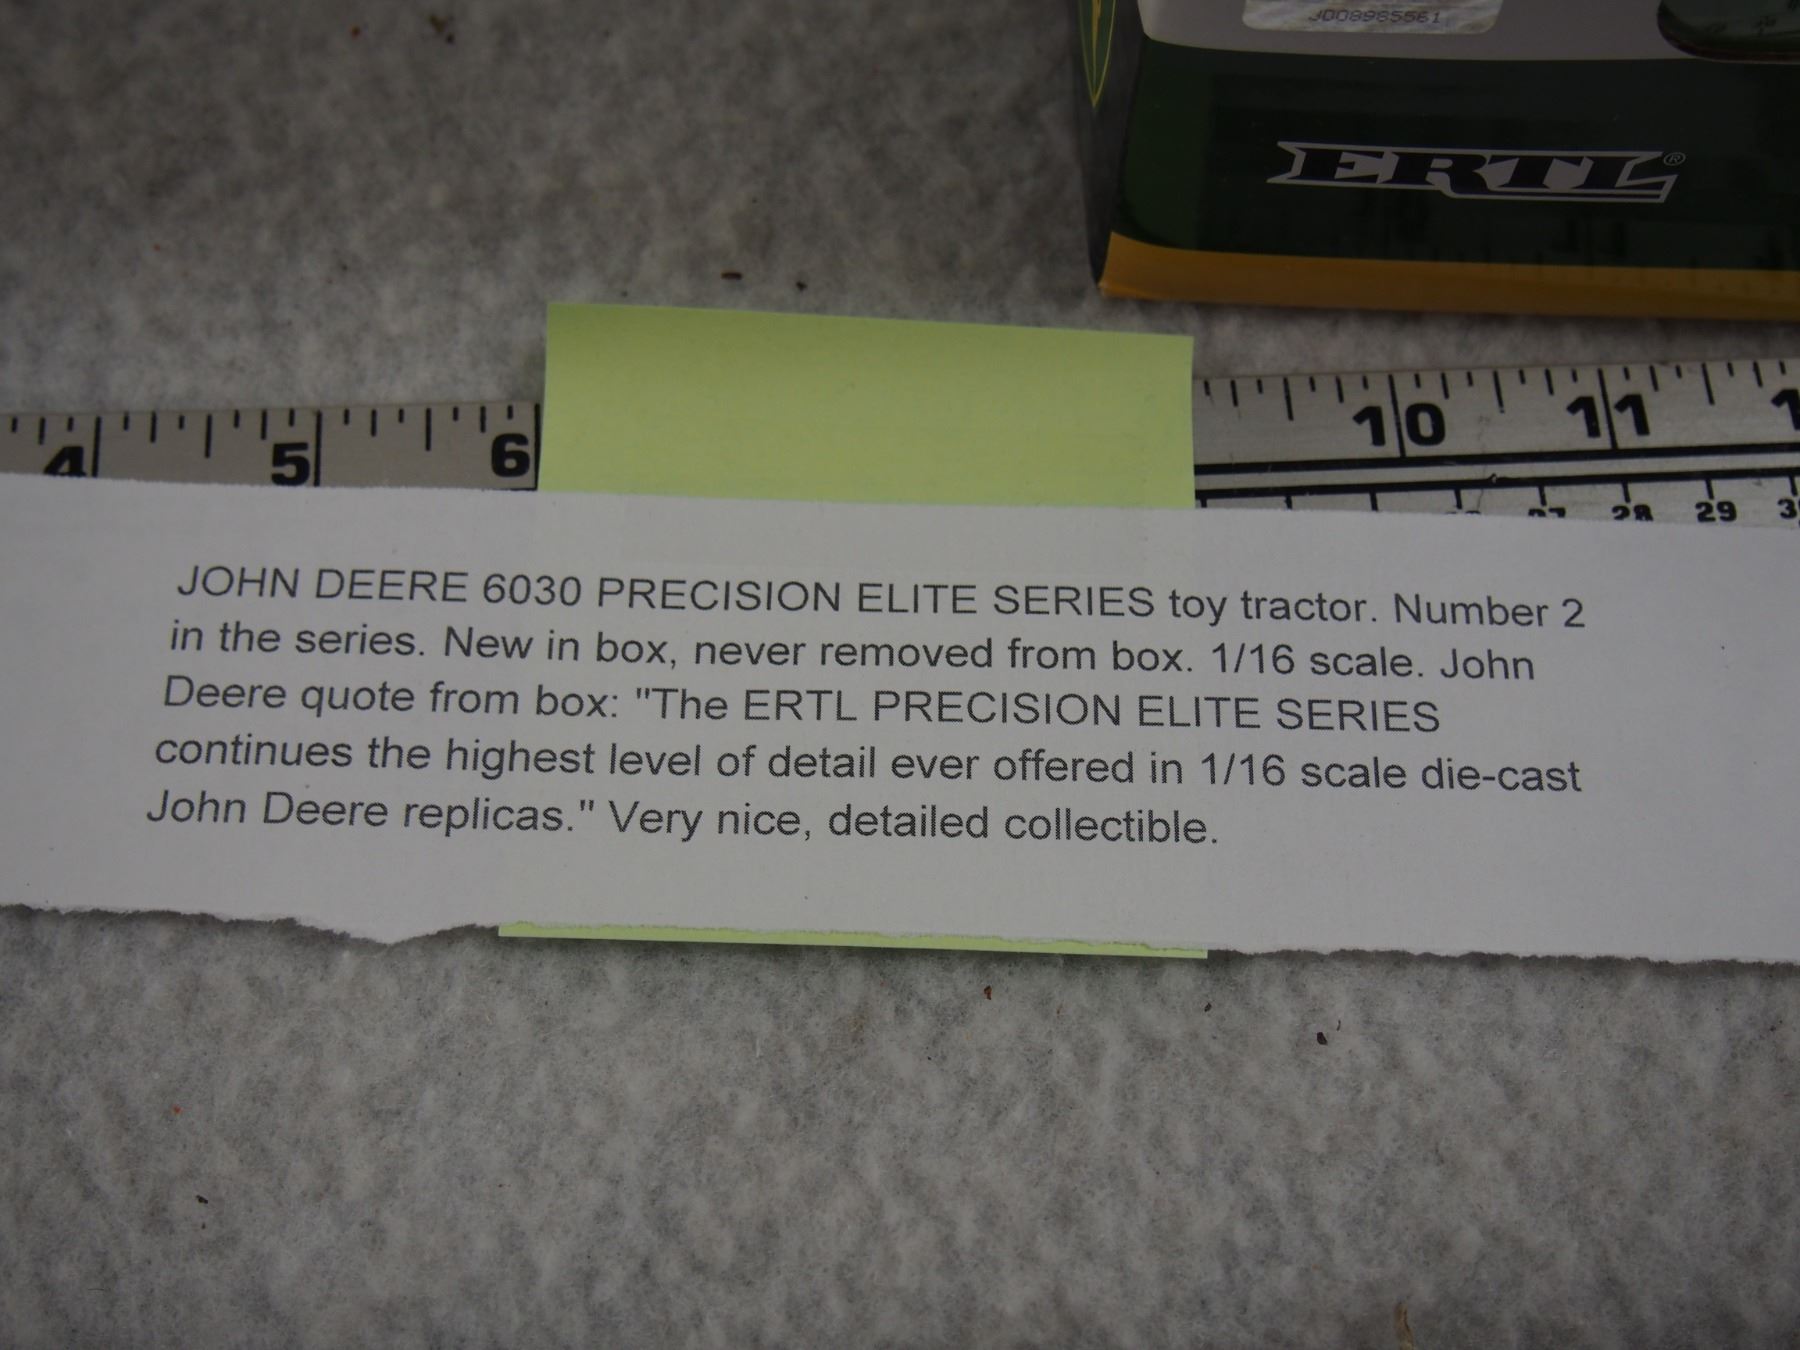 J008985561
ERTL®
4 5 6 10 11
28 29
JOHN DEERE 6030 PRECISION ELITE SERIES toy tractor. Number 2
in the series. New in box, never removed from box. 1/16 scale. John
Deere quote from box: "The ERTL PRECISION ELITE SERIES
continues the highest level of detail ever offered in 1/16 scale die-cast
John Deere replicas." Very nice, detailed collectible.